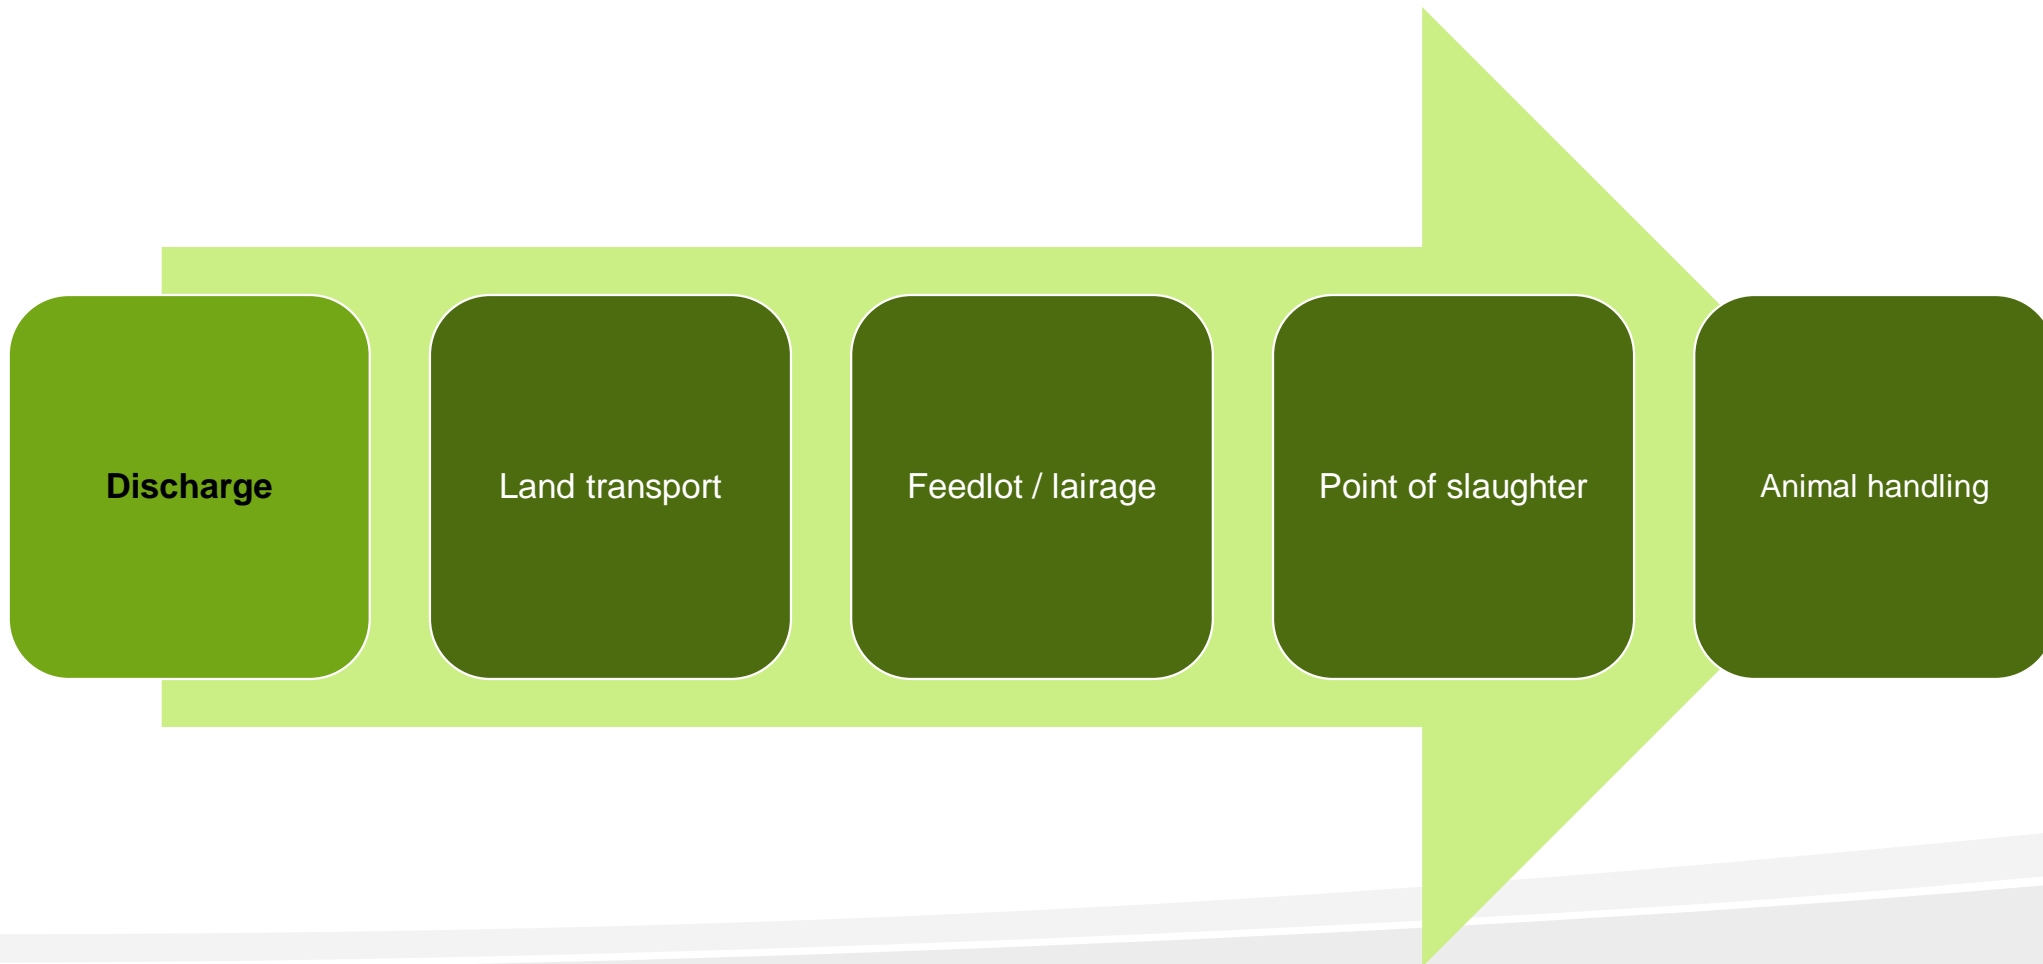 Discharge
Land transport
Feedlot / lairage
Point of slaughter
Animal handling